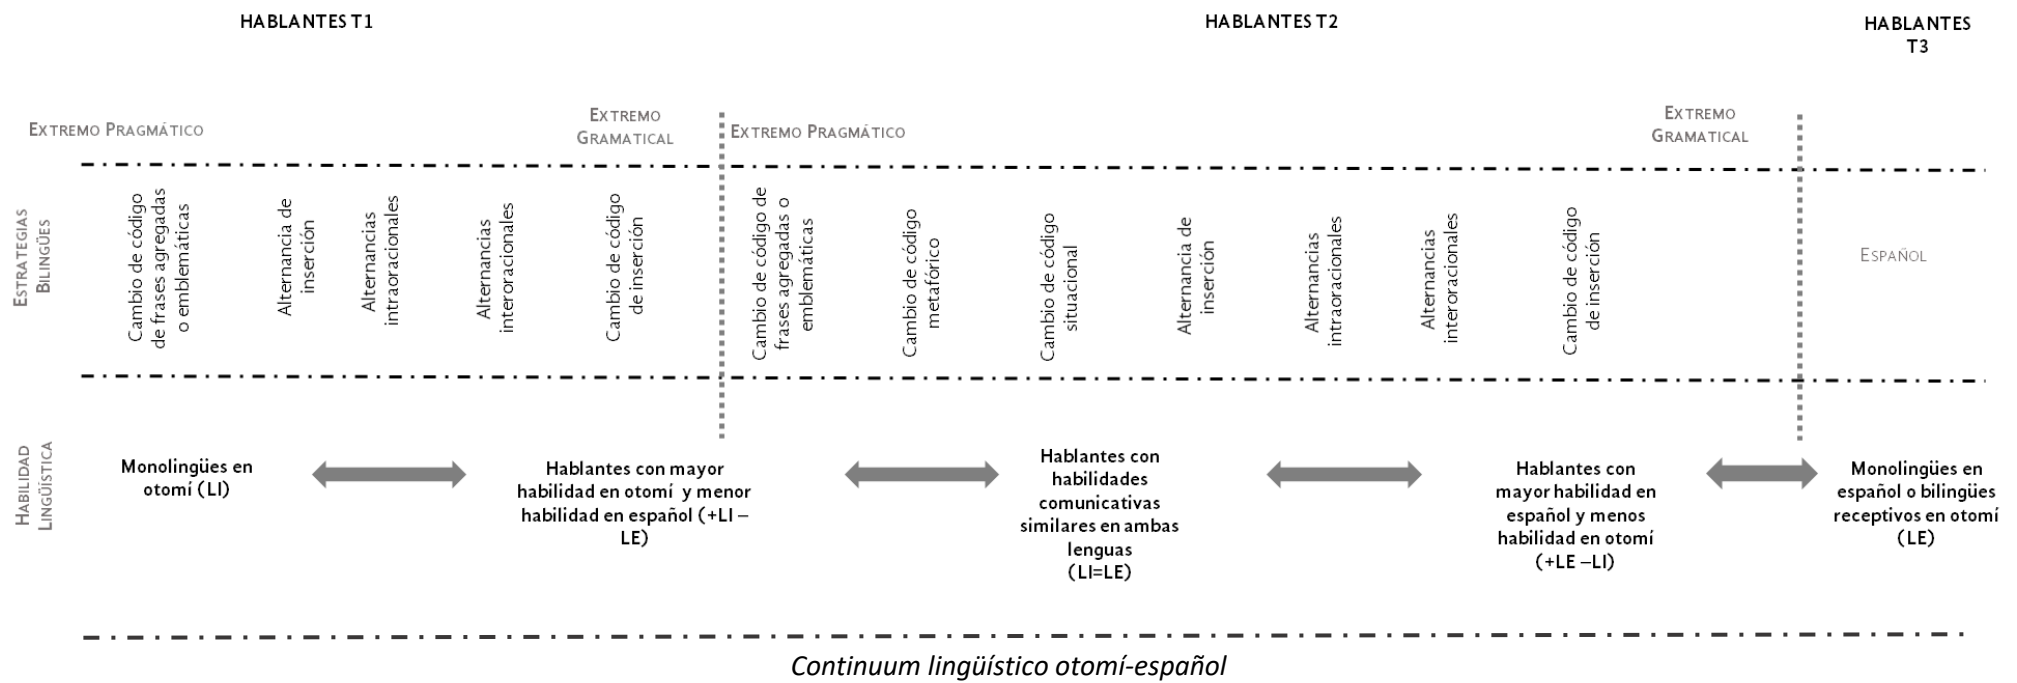 HABLANTES T1
HABLANTES T2
HABLANTES
T3
EXTREMO PRAGMÁTICO
EXTREMO
GRAMATICAL
EXTREMO PRAGMÁTICO
EXTREMO
GRAMATICAL
ESTRATEGIAS
BILINGÜES
Cambio de código
de frases agregadas
o emblemáticas
Alternancia de
inserción
Alternancias
intraoracionales
Alternancias
interoracionales
Cambio de código
de inserción
Cambio de código de
frases agregadas o
emblemáticas
Cambio de código
metafórico
Cambio de código
situacional
Alternancia de
inserción
Alternancias
intraoracionales
Alternancias
interoracionales
Cambio de código
de inserción
ESPAÑOL
HABILIDAD
LINGÜÍSTICA
Monolingües en
otomí (LI)
Hablantes con mayor
habilidad en otomí y menor
habilidad en español (+LI –
LE)
Hablantes con
habilidades
comunicativas
similares en ambas
lenguas
(LI=LE)
Hablantes con
mayor habilidad en
español y menos
habilidad en otomí
(+LE –LI)
Monolingües en
español o bilingües
receptivos en otomí
(LE)
Continuum lingüístico otomí-español